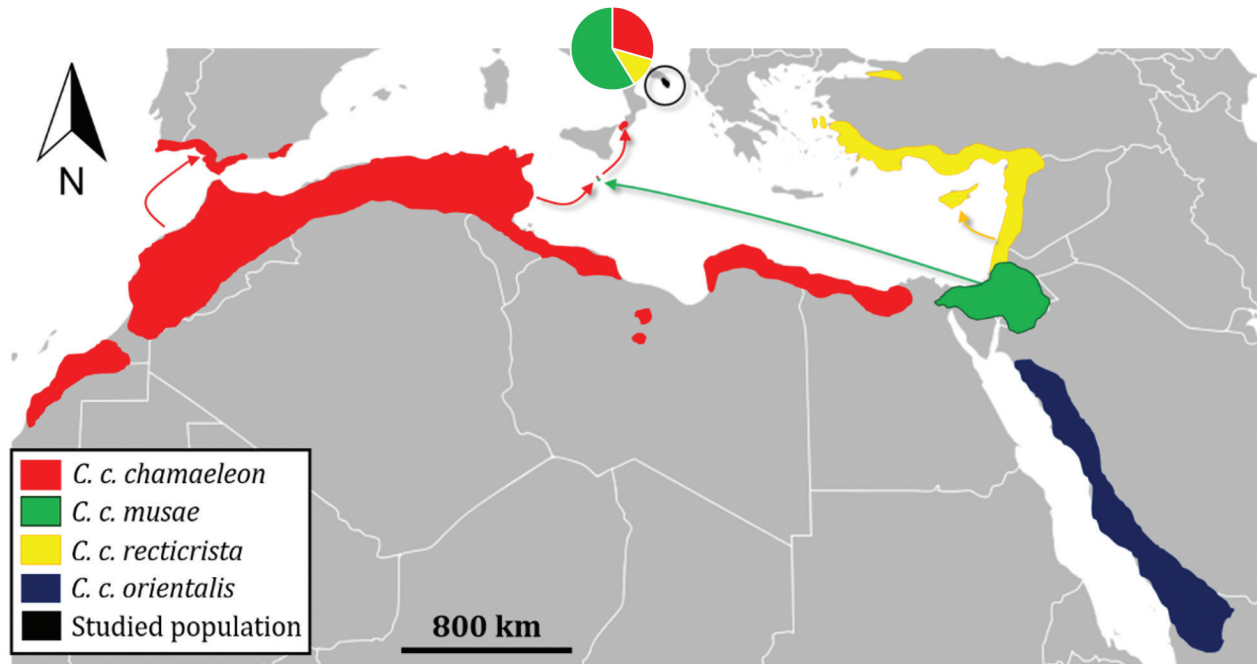 N
C. c. chamaeleon
C. c. musae
C. c. recticrista
C. c. orientalis
Studied population
800 km